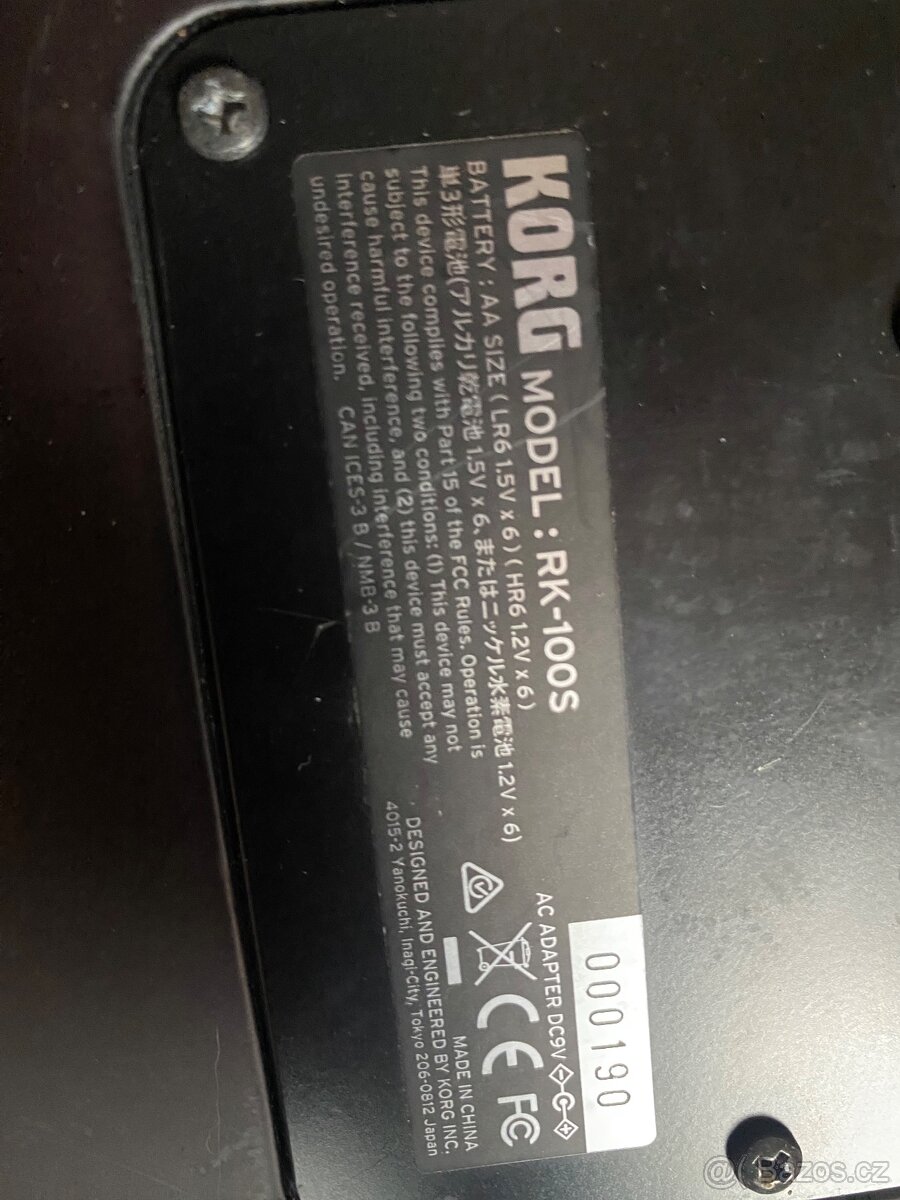 KORG MODEL : RK-100S
BATTERY : AA SIZE ( LR6 1.5V x 6 ) ( HR6 1.2V x 6 )
単3形電池(アルカリ乾電池 1.5V x 6、またはニッケル水素電池 1.2V x 6)
This device complies with Part 15 of the FCC Rules. Operation is
subject to the following two conditions: (1) This device may not
cause harmful interference, and (2) this device must accept any
interference received, including interference that may cause
undesired operation. CAN ICES-3 B / NMB-3 B
000190
AC ADAPTER DC9V
CE FC
MADE IN CHINA
DESIGNED AND ENGINEERED BY KORG INC.
4015-2 Yanokuchi, Inagi-City, Tokyo 206-0812 Japan
Bazos.cz